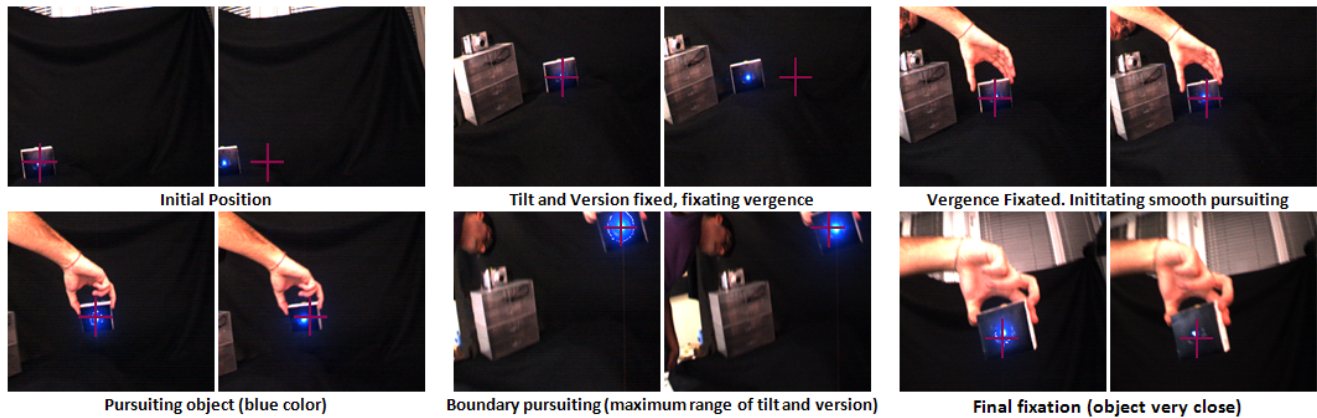 Initial Position
Tilt and Version fixed, fixating vergence
Vergence Fixated. Inititating smooth pursuiting
Pursuiting object (blue color)
Boundary pursuiting (maximum range of tilt and version)
Final fixation (object very close)